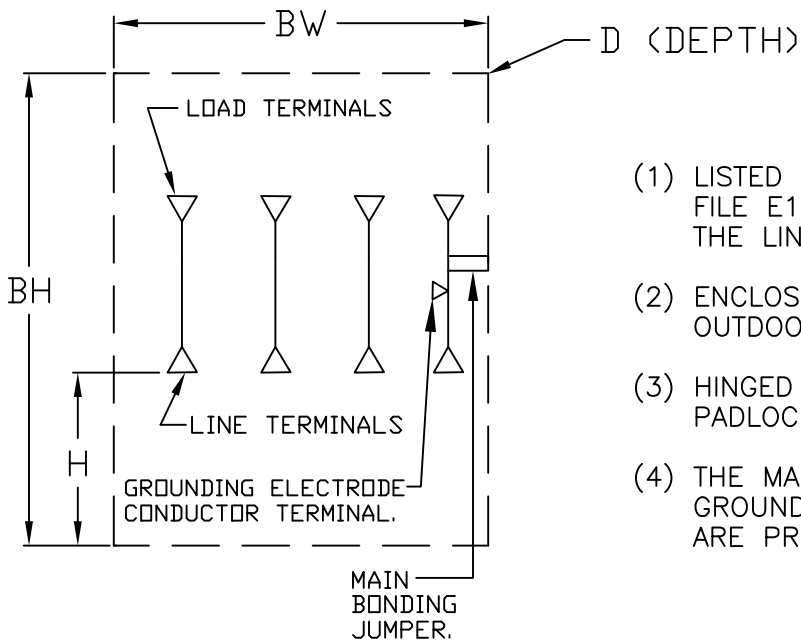 BW
D (DEPTH)
LOAD TERMINALS
BH
LINE TERMINALS
H
GROUNDING ELECTRODE
CONDUCTOR TERMINAL.
MAIN
BONDING
JUMPER.
(1) LISTED
FILE E1
THE LIN
(2) ENCLOS
OUTDOO
(3) HINGED
PADLOC
(4) THE MA
GROUND
ARE PR